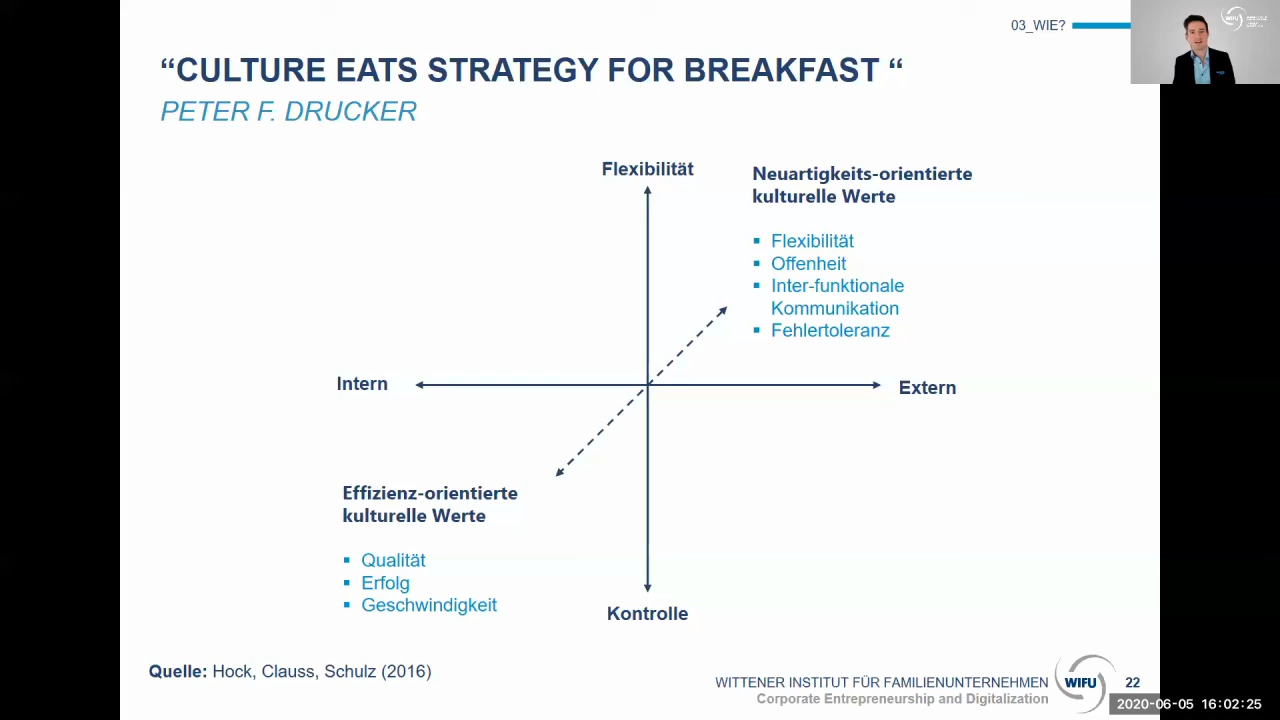 03_WIE?
WIFU
“CULTURE EATS STRATEGY FOR BREAKFAST “
PETER F. DRUCKER
Flexibilität
Neuartigkeits-orientierte
kulturelle Werte
▪ Flexibilität
▪ Offenheit
▪ Inter-funktionale
Kommunikation
▪ Fehlertoleranz
Intern
Extern
Effizienz-orientierte
kulturelle Werte
▪ Qualität
▪ Erfolg
▪ Geschwindigkeit
Kontrolle
Quelle: Hock, Clauss, Schulz (2016)
WITTENER INSTITUT FÜR FAMILIENUNTERNEHMEN
Corporate Entrepreneurship and Digitalization
WIFU
22
2020-06-05 16:02:25